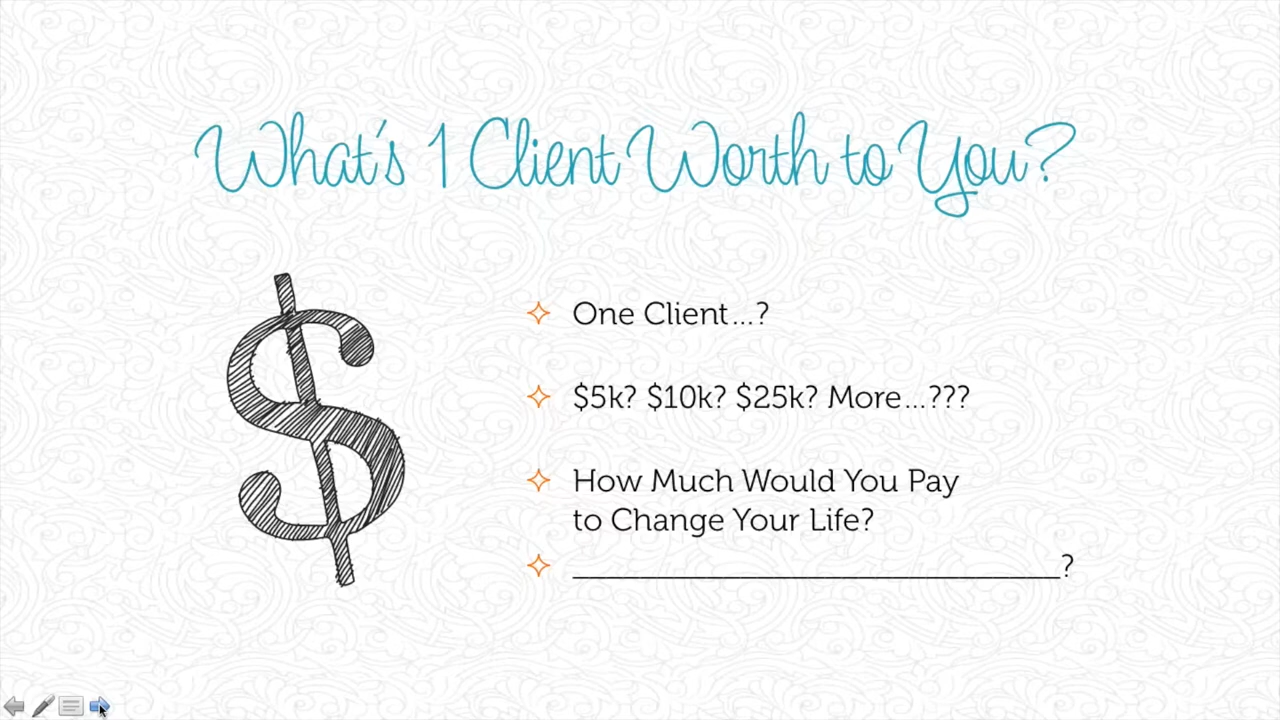 What's 1 Client Worth to You?
One Client...?
$5k? $10k? $25k? More...???
How Much Would You Pay
to Change Your Life?
______________________________?